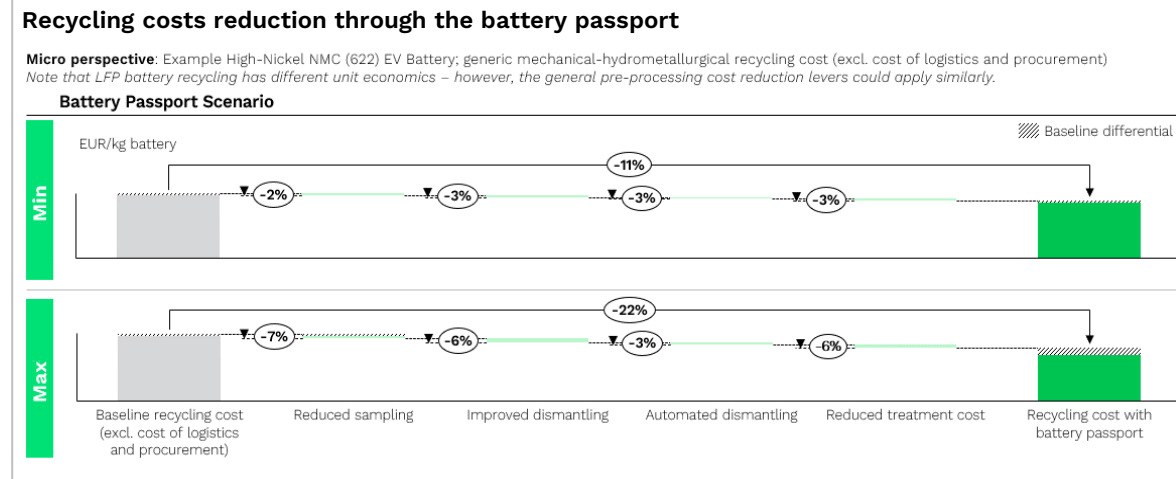 Recycling costs reduction through the battery passport
Micro perspective: Example High-Nickel NMC (622) EV Battery; generic mechanical-hydrometallurgical recycling cost (excl. cost of logistics and procurement)
Note that LFP battery recycling has different unit economics – however, the general pre-processing cost reduction levers could apply similarly.
Battery Passport Scenario
Baseline differential
EUR/kg battery
Min
-11%
-2%
-3%
-3%
-3%
Max
-22%
-7%
-6%
-3%
-6%
Baseline recycling cost
(excl. cost of logistics
and procurement)
Reduced sampling
Improved dismantling
Automated dismantling
Reduced treatment cost
Recycling cost with
battery passport